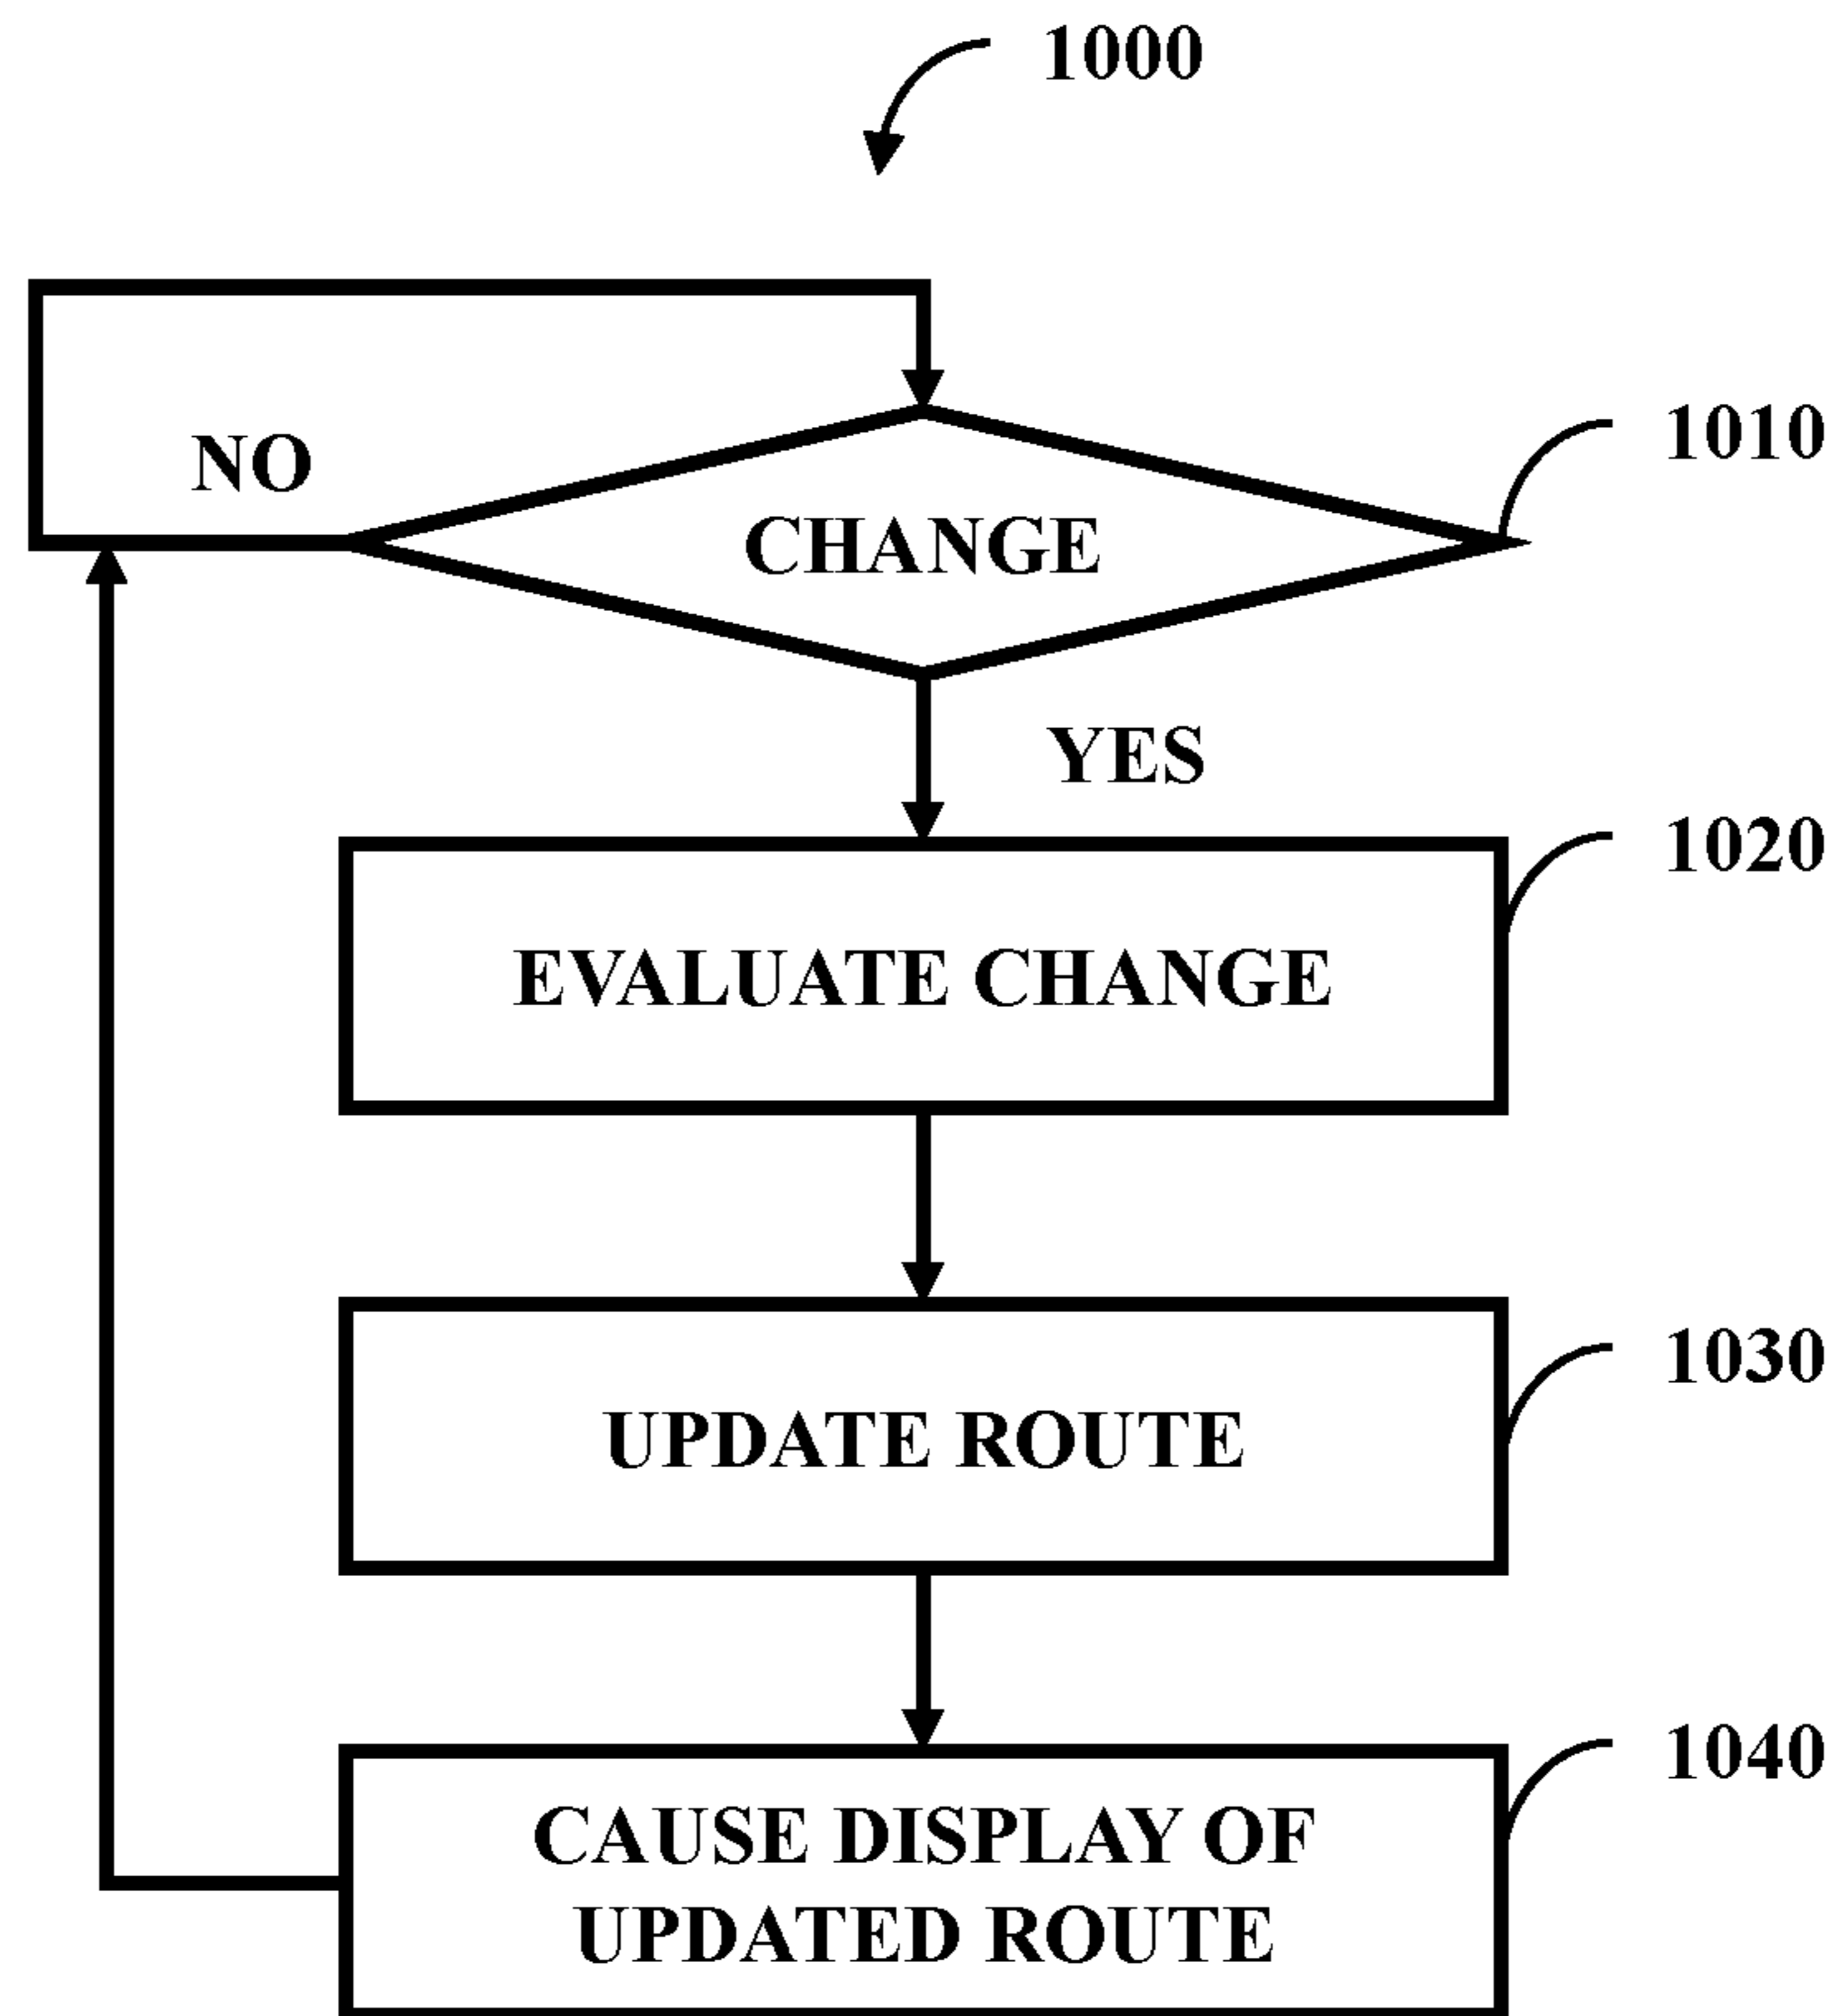 1000
NO
1010
CHANGE
YES
1020
EVALUATE CHANGE
1030
UPDATE ROUTE
1040
CAUSE DISPLAY OF
UPDATED ROUTE